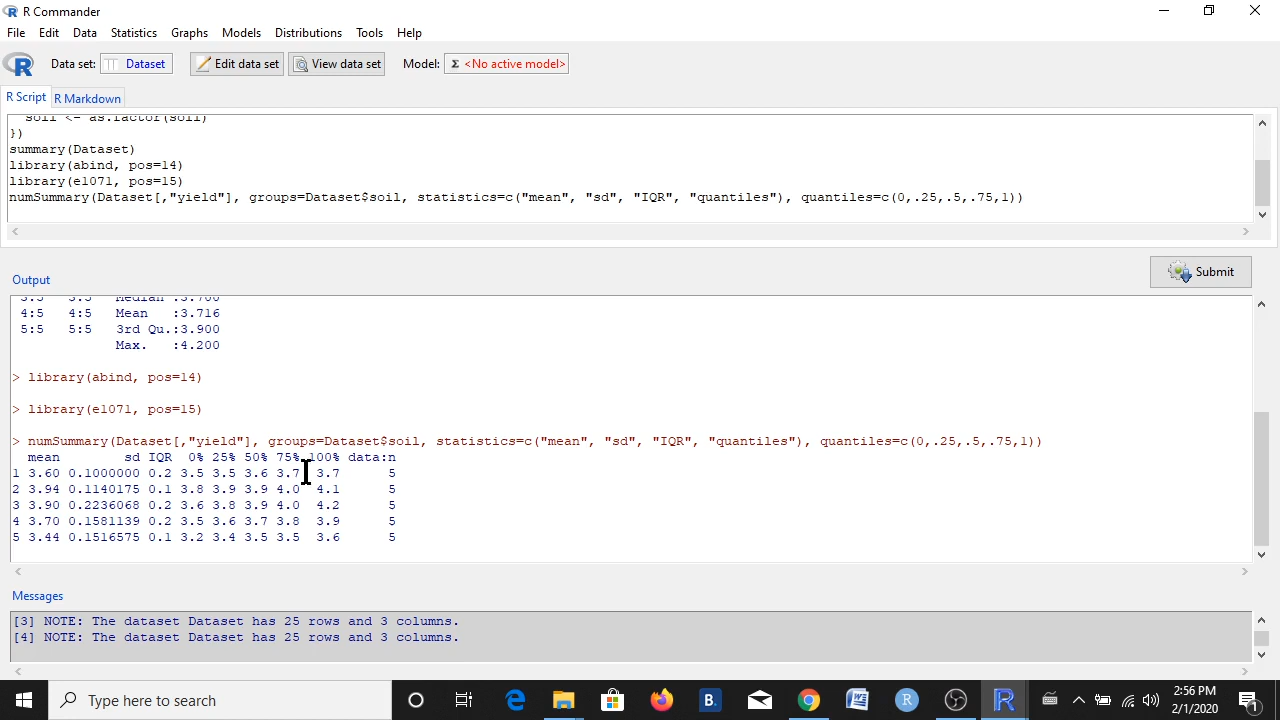 R Commander
File Edit Data Statistics Graphs Models Distributions Tools Help
R Data set: Dataset Edit data set View data set Model: Σ <No active model>
R Script R Markdown
soil <- as.factor(soil)
})
summary(Dataset)
library(abind, pos=14)
library(e1071, pos=15)
numSummary(Dataset[,"yield"], groups=Dataset$soil, statistics=c("mean", "sd", "IQR", "quantiles"), quantiles=c(0,.25,.5,.75,1))
Output
Submit
3:5 3:5 Median :3.700
4:5 4:5 Mean :3.716
5:5 5:5 3rd Qu.:3.900
Max. :4.200
> library(abind, pos=14)
> library(e1071, pos=15)
> numSummary(Dataset[,"yield"], groups=Dataset$soil, statistics=c("mean", "sd", "IQR", "quantiles"), quantiles=c(0,.25,.5,.75,1))
mean sd IQR 0% 25% 50% 75% 100% data:n
1 3.60 0.1000000 0.2 3.5 3.5 3.6 3.7 3.7 5
2 3.94 0.1140175 0.1 3.8 3.9 3.9 4.0 4.1 5
3 3.90 0.2236068 0.2 3.6 3.8 3.9 4.0 4.2 5
4 3.70 0.1581139 0.2 3.5 3.6 3.7 3.8 3.9 5
5 3.44 0.1516575 0.1 3.2 3.4 3.5 3.5 3.6 5
Messages
[3] NOTE: The dataset Dataset has 25 rows and 3 columns.
[4] NOTE: The dataset Dataset has 25 rows and 3 columns.
Type here to search
B.
R
R
2:56 PM
2/1/2020
1